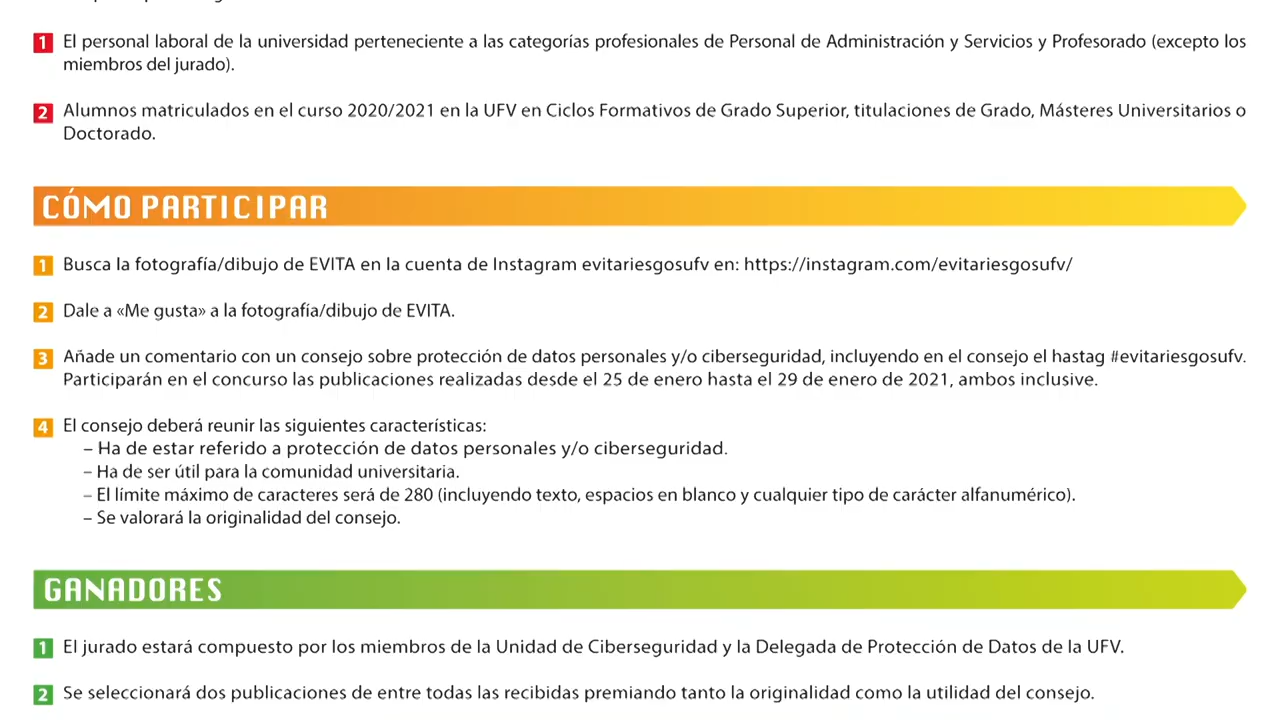 1 El personal laboral de la universidad perteneciente a las categorías profesionales de Personal de Administración y Servicios y Profesorado (excepto los
miembros del jurado).
2 Alumnos matriculados en el curso 2020/2021 en la UFV en Ciclos Formativos de Grado Superior, titulaciones de Grado, Másteres Universitarios o
Doctorado.
CÓMO PARTICIPAR
1 Busca la fotografía/dibujo de EVITA en la cuenta de Instagram evitariesgosufv en: https://instagram.com/evitariesgosufv/
2 Dale a «Me gusta» a la fotografía/dibujo de EVITA.
3 Añade un comentario con un consejo sobre protección de datos personales y/o ciberseguridad, incluyendo en el consejo el hastag #evitariesgosufv.
Participarán en el concurso las publicaciones realizadas desde el 25 de enero hasta el 29 de enero de 2021, ambos inclusive.
4 El consejo deberá reunir las siguientes características:
– Ha de estar referido a protección de datos personales y/o ciberseguridad.
– Ha de ser útil para la comunidad universitaria.
– El límite máximo de caracteres será de 280 (incluyendo texto, espacios en blanco y cualquier tipo de carácter alfanumérico).
– Se valorará la originalidad del consejo.
GANADORES
1 El jurado estará compuesto por los miembros de la Unidad de Ciberseguridad y la Delegada de Protección de Datos de la UFV.
2 Se seleccionará dos publicaciones de entre todas las recibidas premiando tanto la originalidad como la utilidad del consejo.